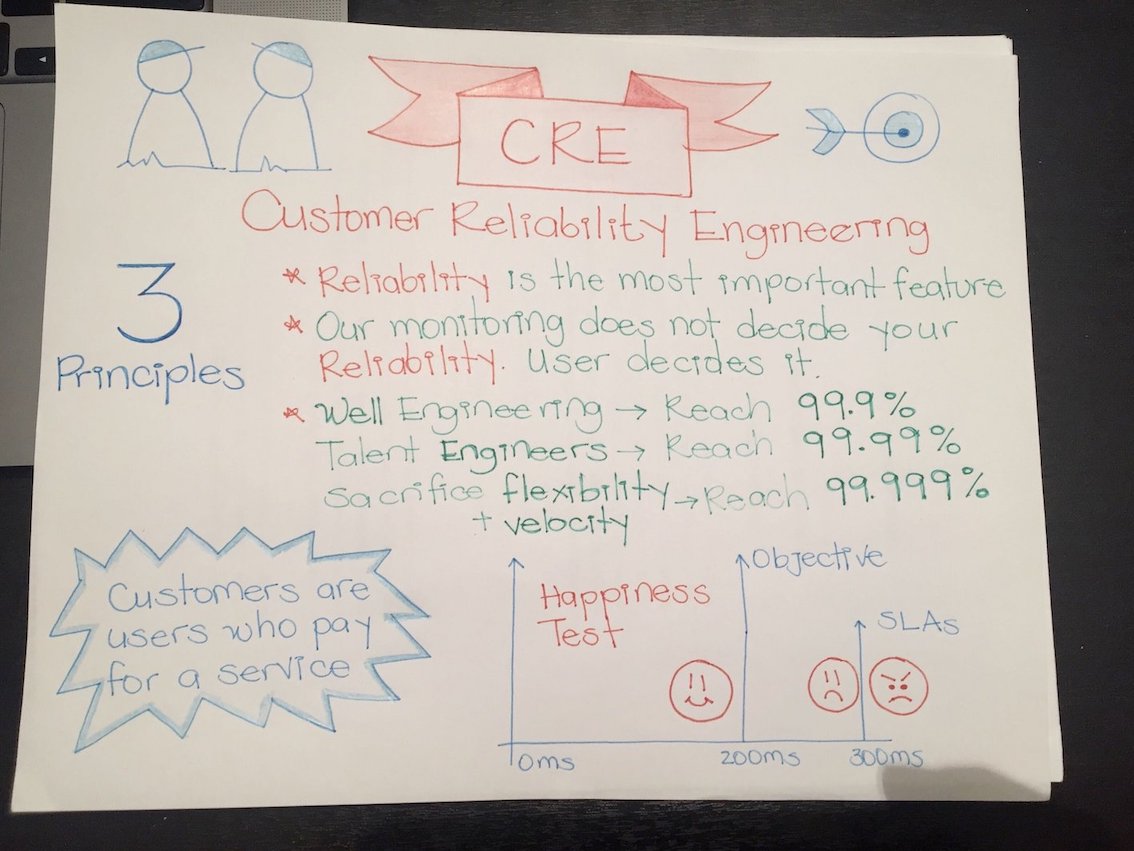 CRE
Customer Reliability Engineering
3
Principles
* Reliability is the most important feature
* Our monitoring does not decide your
Reliability. User decides it.
* Well Engineering → Reach 99.9%
Talent Engineers → Reach 99.99%
Sacrifice flexibility → Reach 99.999%
+ velocity
Customers are
users who pay
for a service
Happiness
Test
Objective
SLAs
0ms
200ms
300ms